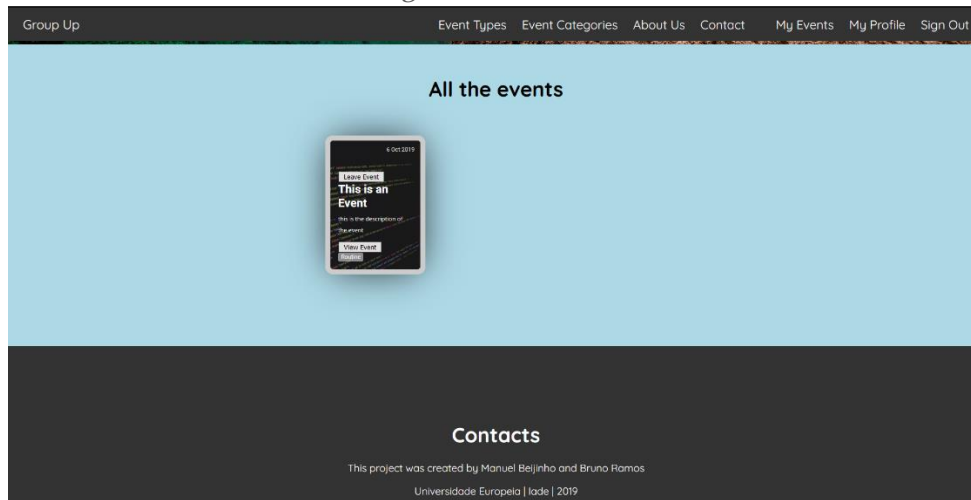 Group Up Event Types Event Categories About Us Contact My Events My Profile Sign Out
All the events
6 Oct 2019
Leave Event
This is an
Event
this is the description of
the event
View Event
Routine
Contacts
This project was created by Manuel Beijinho and Bruno Ramos
Universidade Europeia | Iade | 2019